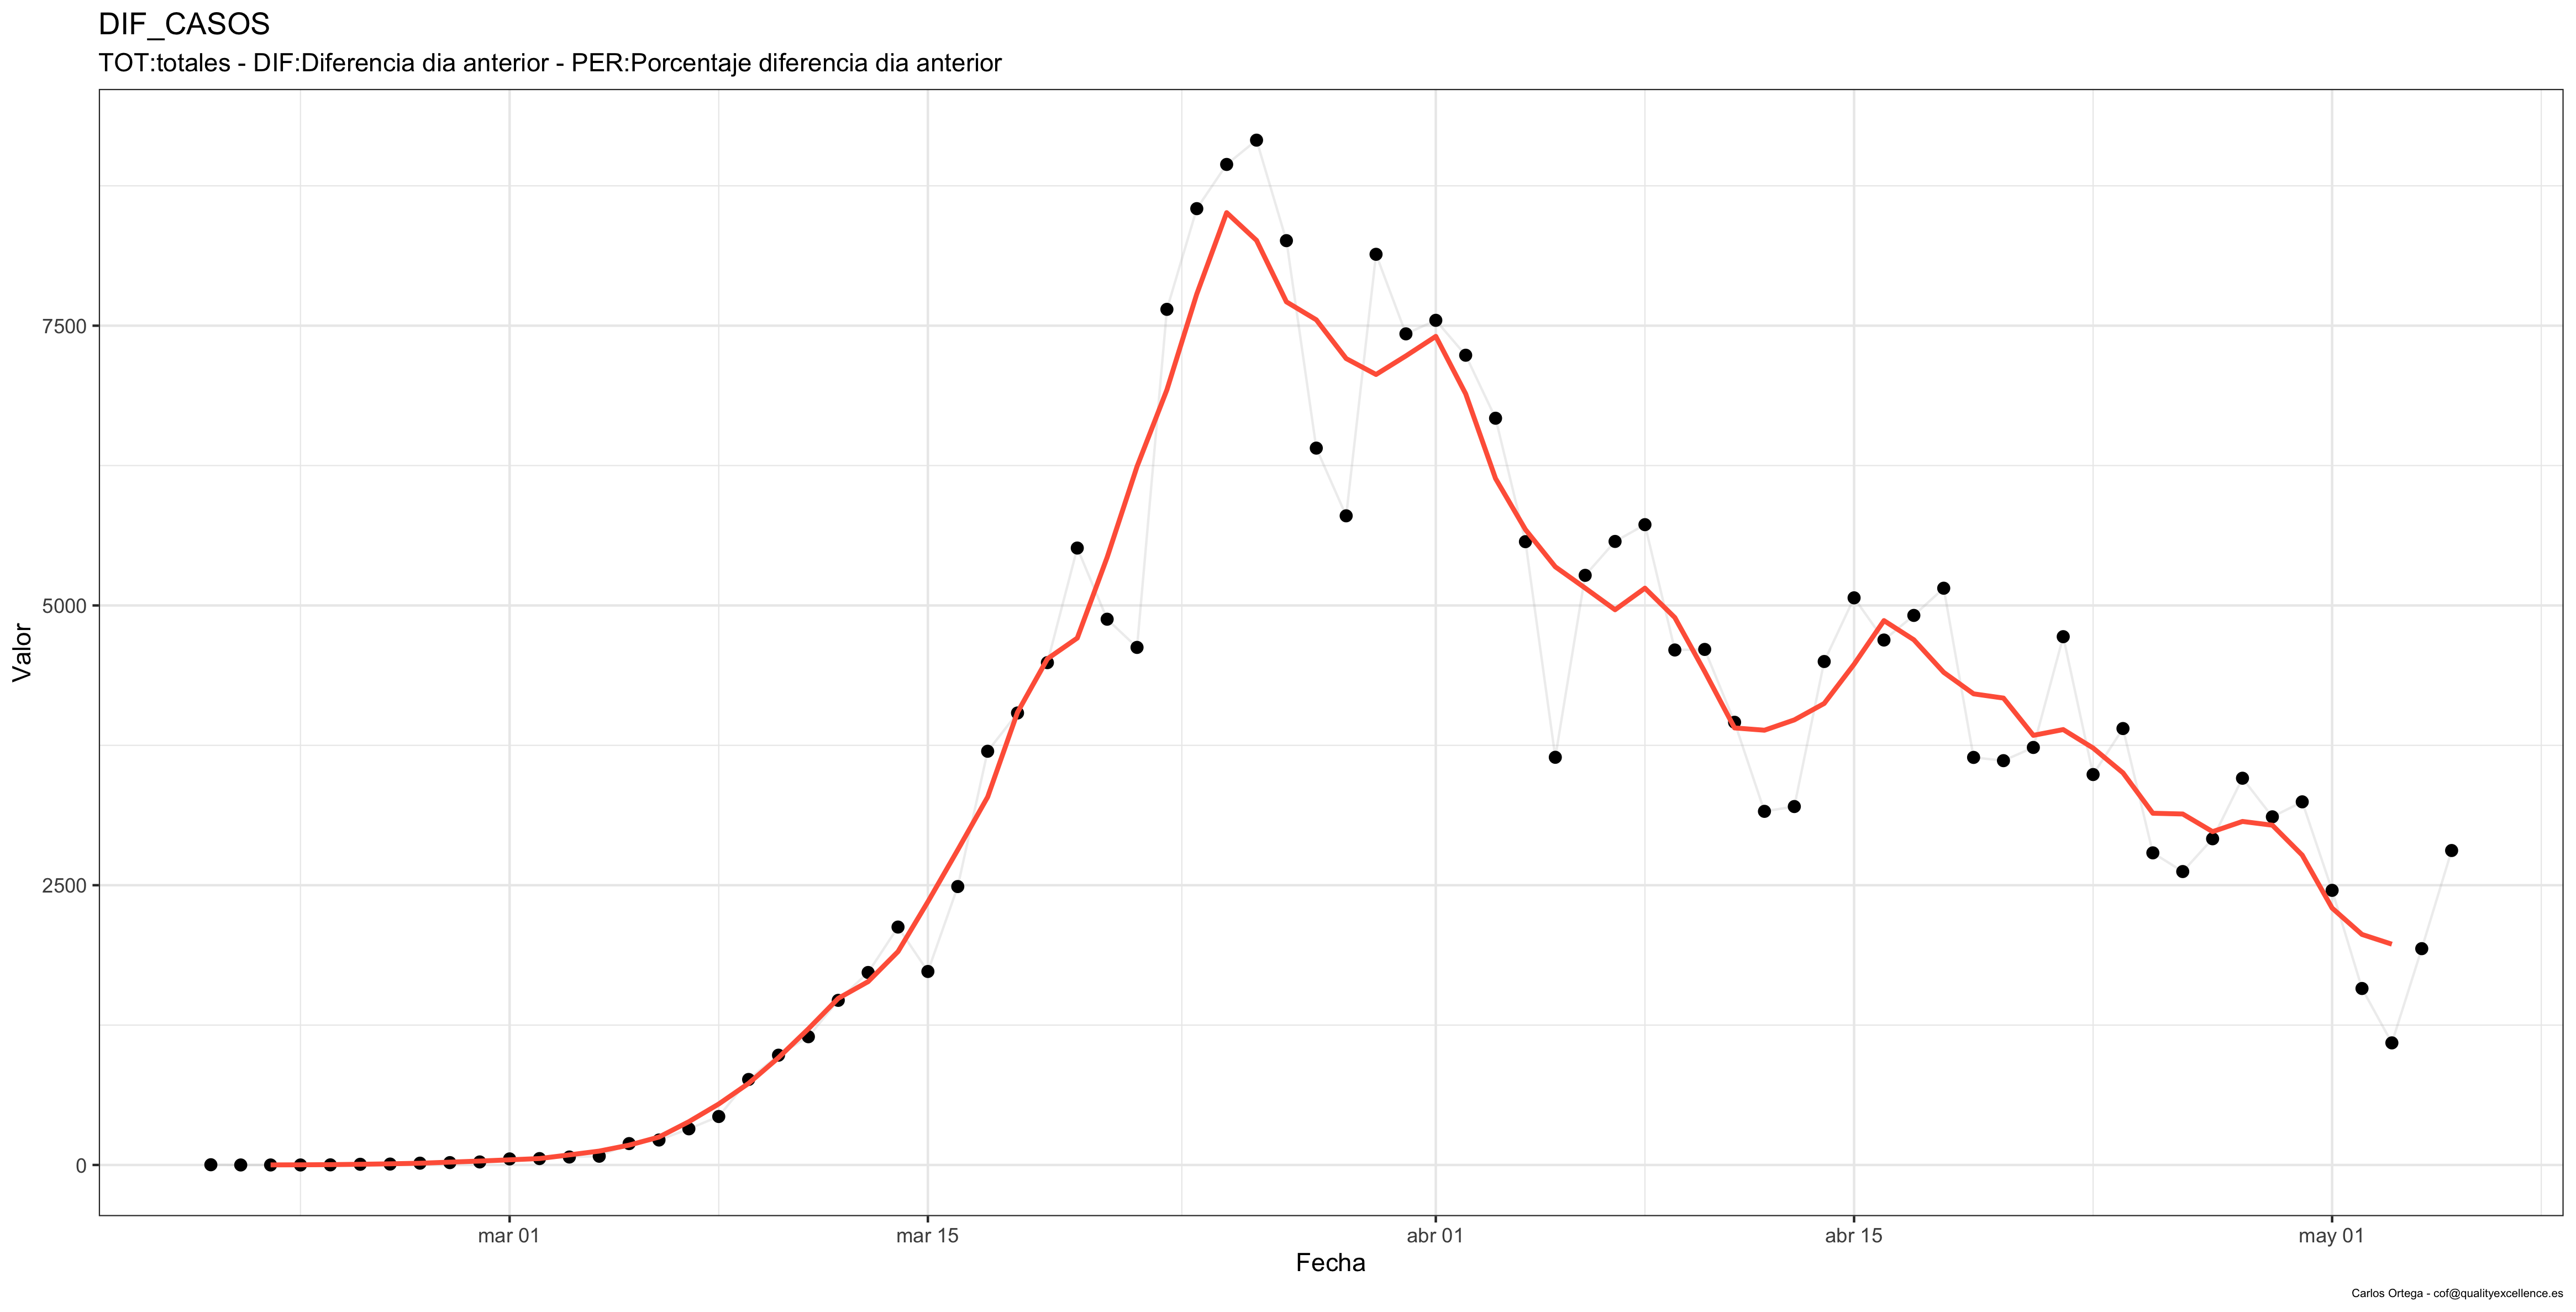 DIF_CASOS
TOT:totales - DIF:Diferencia dia anterior - PER:Porcentaje diferencia dia anterior
Valor
7500
5000
2500
0
mar 01
mar 15
abr 01
abr 15
may 01
Fecha
Carlos Ortega - cof@qualityexcellence.es